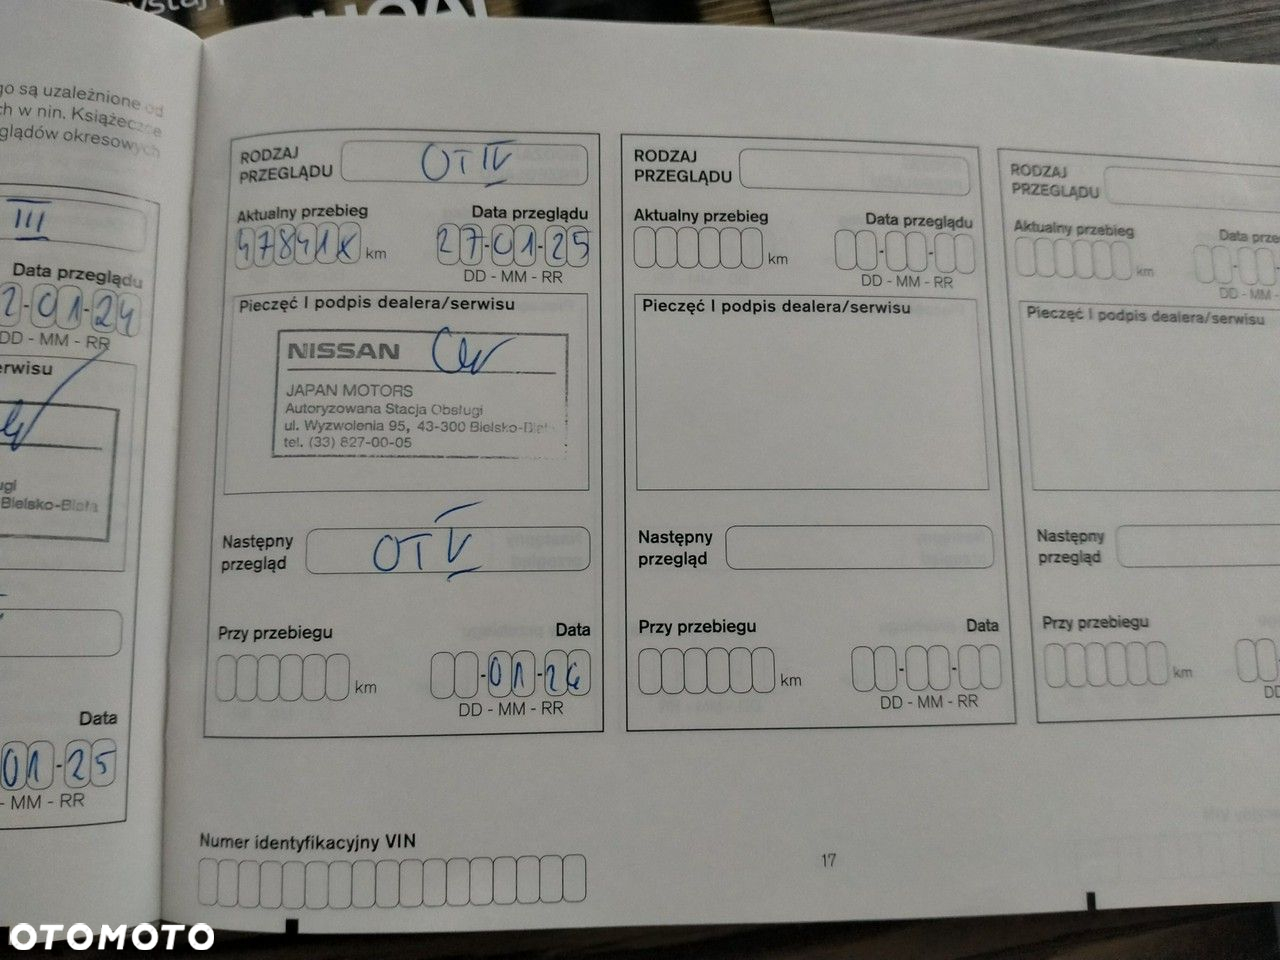 go są uzależnione od
ch w nin. Książeczce
glądów okresowych
III
Data przeglądu
2-01-24
DD - MM - RR
erwisu
ugi
Bielsko-Biała
Data
01-25
- MM - RR
RODZAJ
PRZEGLĄDU
OT IV
Aktualny przebieg
Data przeglądu
47841X km
27-01-25
DD - MM - RR
Pieczęć I podpis dealera/serwisu
NISSAN
JAPAN MOTORS
Autoryzowana Stacja Obsługi
ul. Wyzwolenia 95, 43-300 Bielsko-Biała
tel. (33) 827-00-05
Następny
przegląd
OT V
Przy przebiegu
Data
km
-01-26
DD - MM - RR
Numer identyfikacyjny VIN
RODZAJ
PRZEGLĄDU
Aktualny przebieg
Data przeglądu
km
DD - MM - RR
Pieczęć I podpis dealera/serwisu
Następny
przegląd
Przy przebiegu
Data
km
DD - MM - RR
17
RODZAJ
PRZEGLĄDU
Aktualny przebieg
Data prze
km
DD - MM -
Pieczęć I podpis dealera/serwisu
Następny
przegląd
Przy przebiegu
km
DD
OTOMOTO